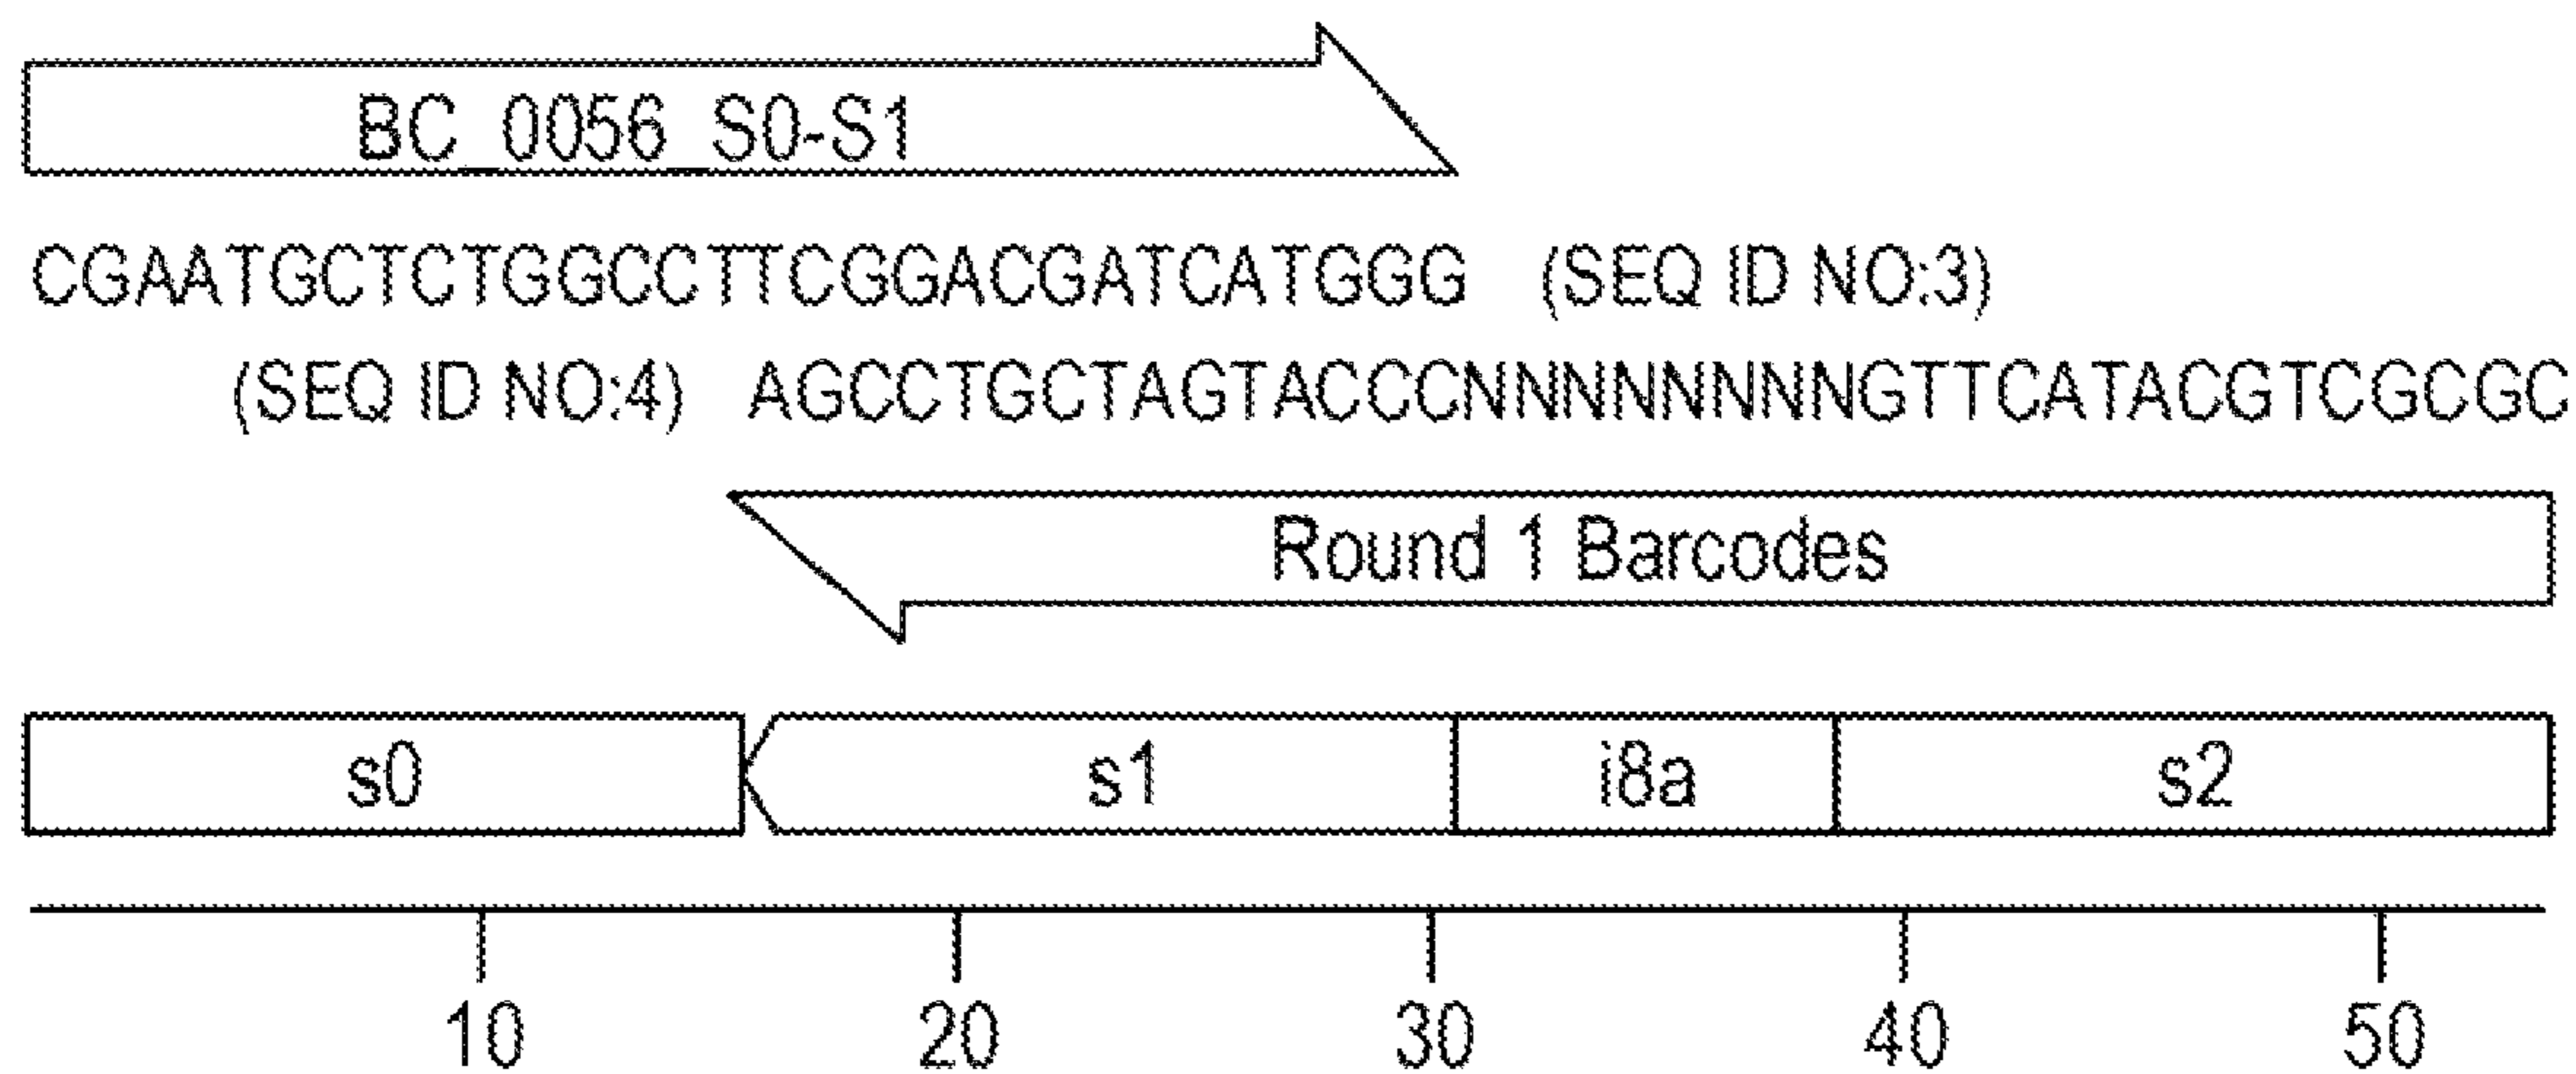 BC_0056_S0-S1
CGAATGCTCTGGCCTTCGGACGATCATGGG (SEQ ID NO:3)
(SEQ ID NO:4) AGCCTGCTAGTACCCNNNNNNNNGTTCATACGTCGCGC
Round 1 Barcodes
s0 s1 i8a s2
10 20 30 40 50